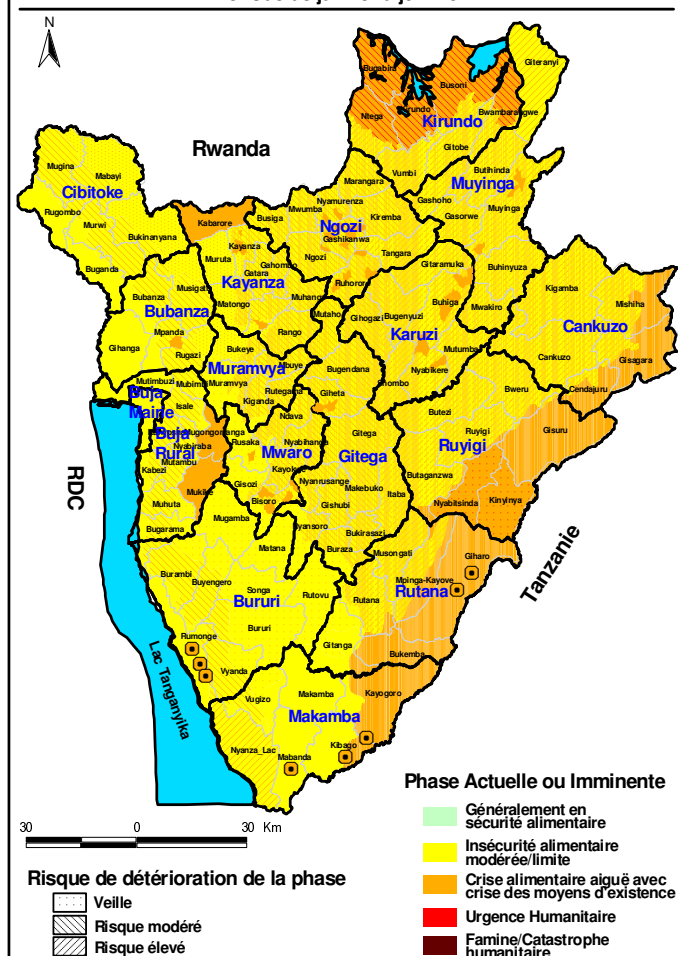 N
Rwanda
Giteranyi
Bugabira
Busoni
Bwambarangwe
Ntega
Kirundo
Gitobe
Vumbi
Butihinda
Muyinga
Gashoho
Gasorwe
Muyinga
Buhinyuza
Mwakiro
Mugina
Mabayi
Cibitoke
Rugombo
Murwi
Bukinanyana
Buganda
Kabarore
Busiga
Mwumba
Marangara
Nyamurenza
Ngozi
Kiremba
Gashikanwa
Ngozi
Tangara
Ruhororo
Kayanza
Muruta
Gahombo
Gatara
Kayanza
Matongo
Muhanga
Rango
Mutaho
Musigati
Bubanza
Bubanza
Mpanda
Gihanga
Rugazi
Gitaramuka
Buhiga
Bugenyuzi
Gihogazi
Karuzi
Mutumba
Nyabikere
Shombo
Kigamba
Mishiha
Cankuzo
Cankuzo
Gisagara
Cendajuru
Bukeye
Mbuye
Muramvya
Muramvya
Rutegama
Kiganda
Bugendana
Giheta
Mutimbuzi
Mubimbi
Buja
Mairie
Isale
Buja
Rural
Nyabiraba
Mutambu
Kabezi
Mukike
Muhuta
Bugarama
Ndava
Rusaka
Nyabihanga
Mwaro
Kayokwe
Gisozi
Bisoro
Gitega
Gitega
Nyanrusange
Makebuko
Itaba
Gishubi
Bukirasazi
Buraza
Bweru
Butezi
Ruyigi
Ruyigi
Gisuru
Butaganzwa
Nyabitsinda
Kinyinya
RDC
Tanzanie
Mugamba
Matana
Burambi
Buyengero
Songa
Bururi
Rutovu
Bururi
Rumonge
Vyanda
Musongati
Giharo
Mpinga-Kayove
Rutana
Rutana
Gitanga
Bukemba
Lac Tanganyika
Makamba
Kayogoro
Vugizo
Makamba
Kibago
Nyanza_Lac
Mabanda
30 0 30 Km
Phase Actuelle ou Imminente
Généralement en
sécurité alimentaire
Insécurité alimentaire
modérée/limite
Crise alimentaire aiguë avec
crise des moyens d'existence
Urgence Humanitaire
Famine/Catastrophe
humanitaire
Risque de détérioration de la phase
Veille
Risque modéré
Risque élevé